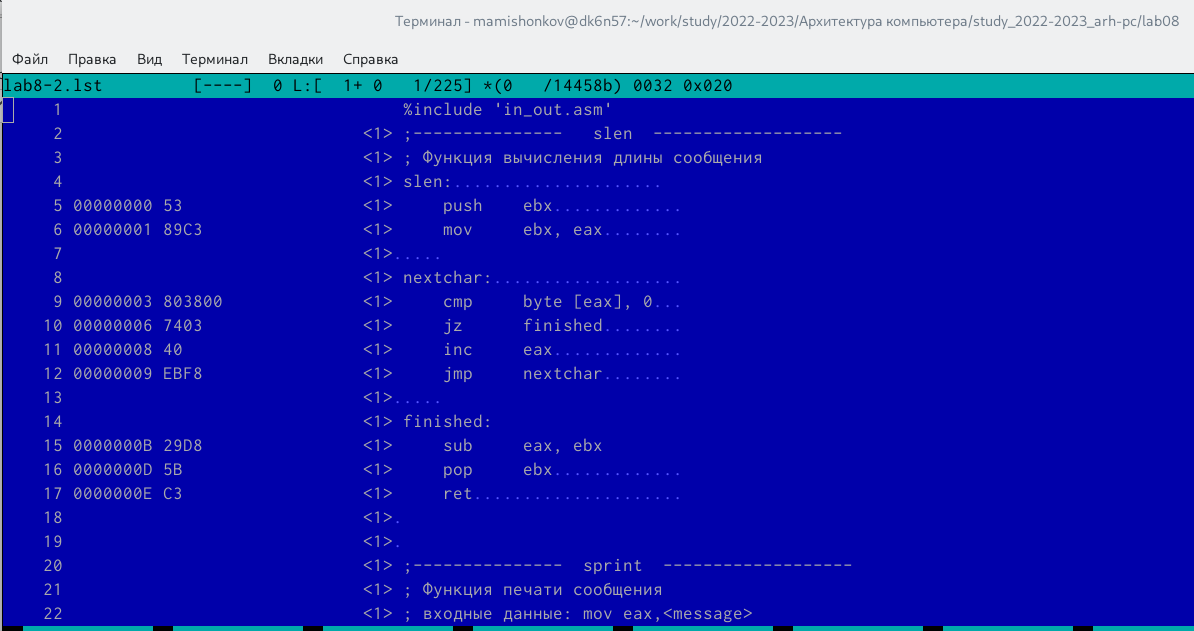 Терминал - mamishonkov@dk6n57:~/work/study/2022-2023/Архитектура компьютера/study_2022-2023_arh-pc/lab08
Файл Правка Вид Терминал Вкладки Справка
lab8-2.lst [----] 0 L:[ 1+ 0 1/225] *(0 /14458b) 0032 0x020
1 %include 'in_out.asm'
2 <1> ;--------------- slen -------------------
3 <1> ; Функция вычисления длины сообщения
4 <1> slen:.....................
5 00000000 53 <1> push ebx.............
6 00000001 89C3 <1> mov ebx, eax........
7 <1>.....
8 <1> nextchar:...................
9 00000003 803800 <1> cmp byte [eax], 0...
10 00000006 7403 <1> jz finished........
11 00000008 40 <1> inc eax.............
12 00000009 EBF8 <1> jmp nextchar........
13 <1>.....
14 <1> finished:
15 0000000B 29D8 <1> sub eax, ebx
16 0000000D 5B <1> pop ebx.............
17 0000000E C3 <1> ret.....................
18 <1>.
19 <1>.
20 <1> ;--------------- sprint -------------------
21 <1> ; Функция печати сообщения
22 <1> ; входные данные: mov eax,<message>